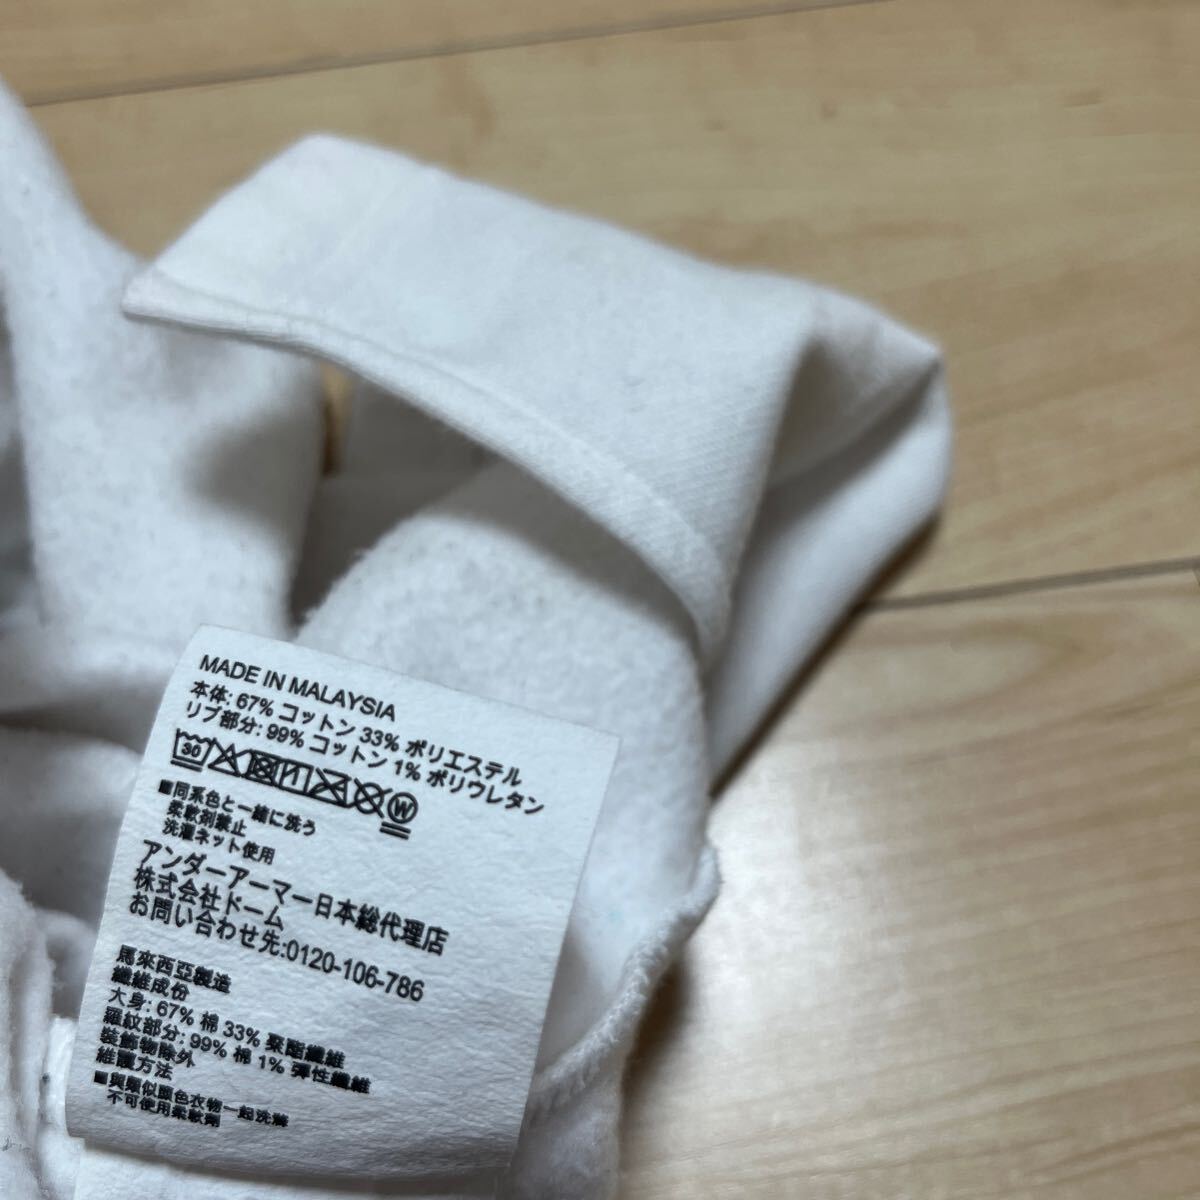 MADE IN MALAYSIA
本体: 67% コットン 33% ポリエステル
リブ部分: 99% コットン 1% ポリウレタン
30 W
■同系色と一緒に洗う
柔軟剤禁止
洗濯ネット使用
アンダーアーマー日本総代理店
株式会社ドーム
お問い合わせ先:0120-106-786
馬來西亞製造
纖維成份
大身: 67% 棉 33% 聚酯纖維
羅紋部分: 99% 棉 1% 彈性纖維
裝飾物除外
維護方法
■與類似顏色衣物一起洗滌
不可使用柔軟劑